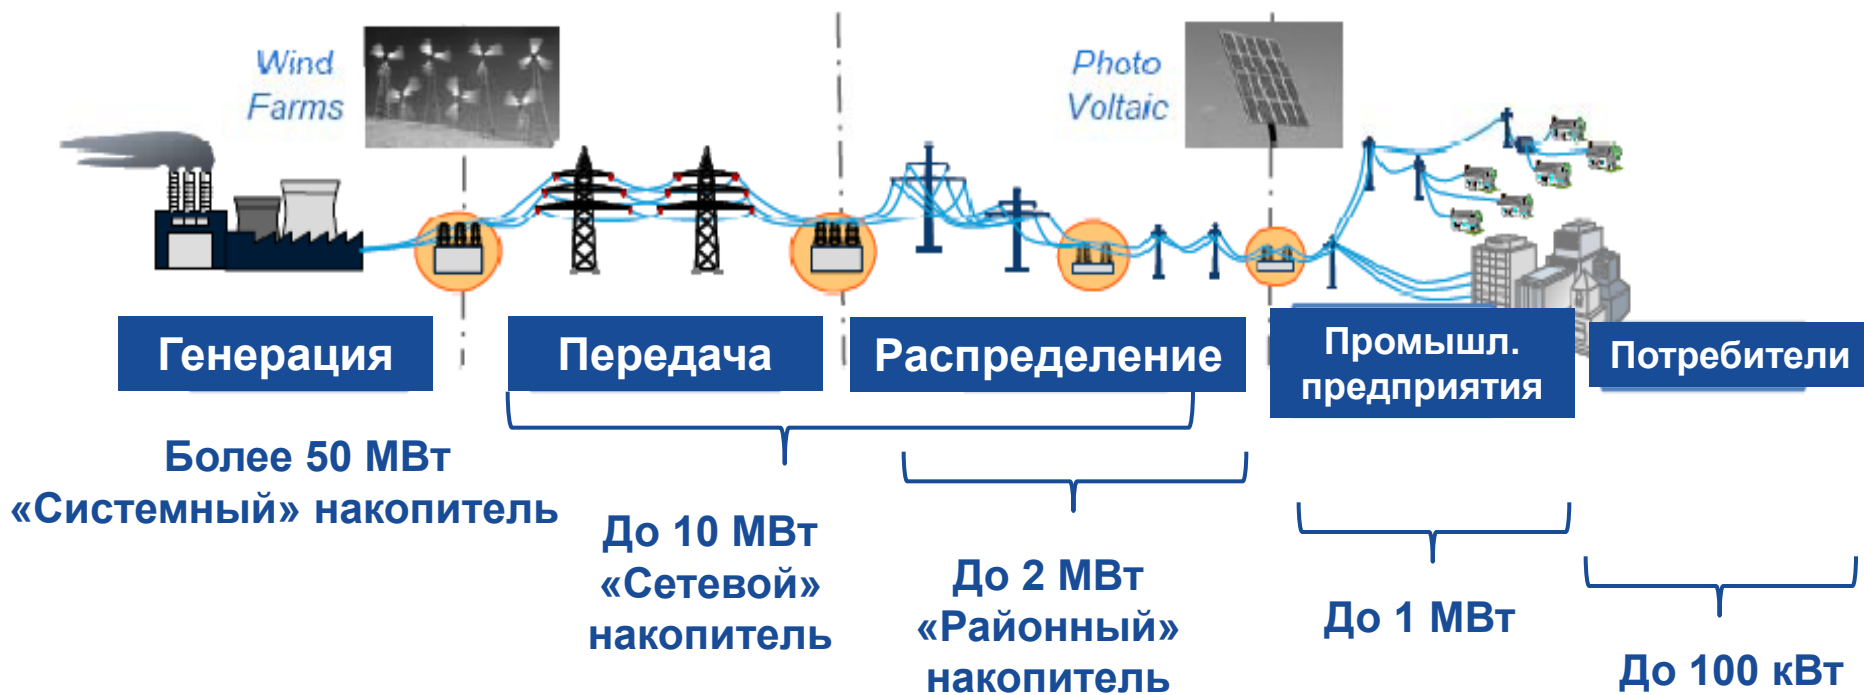 Wind
Farms
Photo
Voltaic
Генерация
Передача
Распределение
Промышл.
предприятия
Потребители
Более 50 МВт
«Системный» накопитель
До 10 МВт
«Сетевой»
накопитель
До 2 МВт
«Районный»
накопитель
До 1 МВт
До 100 кВт